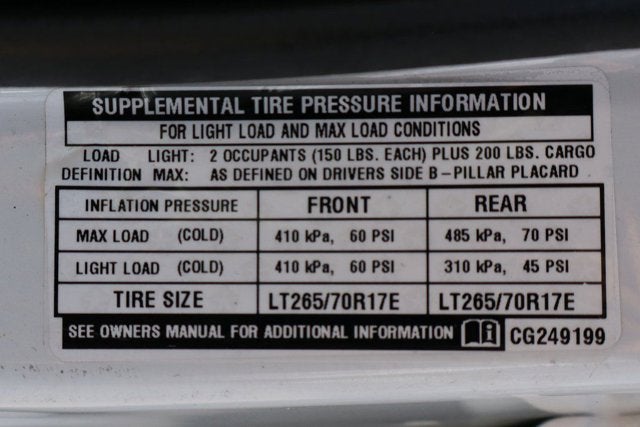 SUPPLEMENTAL TIRE PRESSURE INFORMATION
FOR LIGHT LOAD AND MAX LOAD CONDITIONS
LOAD LIGHT: 2 OCCUPANTS (150 LBS. EACH) PLUS 200 LBS. CARGO
DEFINITION MAX: AS DEFINED ON DRIVERS SIDE B-PILLAR PLACARD
INFLATION PRESSURE FRONT REAR
MAX LOAD (COLD) 410 kPa, 60 PSI 485 kPa, 70 PSI
LIGHT LOAD (COLD) 410 kPa, 60 PSI 310 kPa, 45 PSI
TIRE SIZE LT265/70R17E LT265/70R17E
SEE OWNERS MANUAL FOR ADDITIONAL INFORMATION CG249199